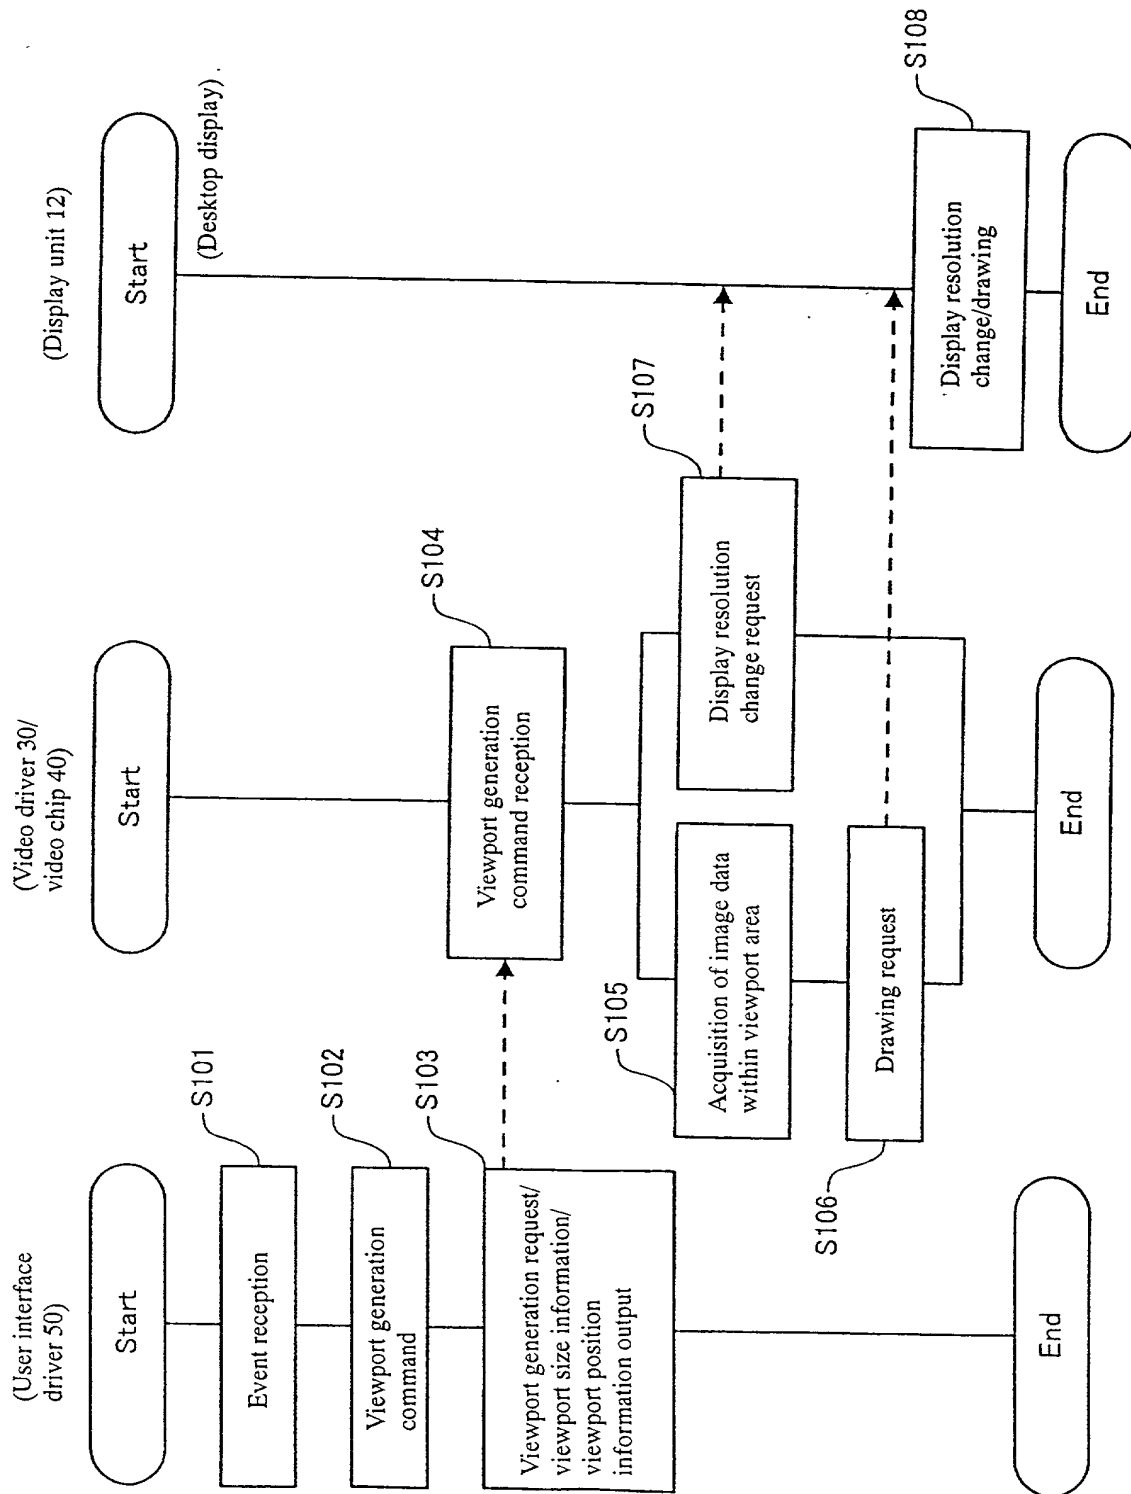 (User interface
driver 50)
Start
Event reception
S101
Viewport generation
command
S102
Viewport generation request/
viewport size information/
viewport position
information output
S103
End
(Video driver 30/
video chip 40)
Start
Viewport generation
command reception
S104
Acquisition of image data
within viewport area
S105
Drawing request
S106
Display resolution
change request
S107
End
(Display unit 12)
Start
(Desktop display)
Display resolution
change/drawing
S108
End